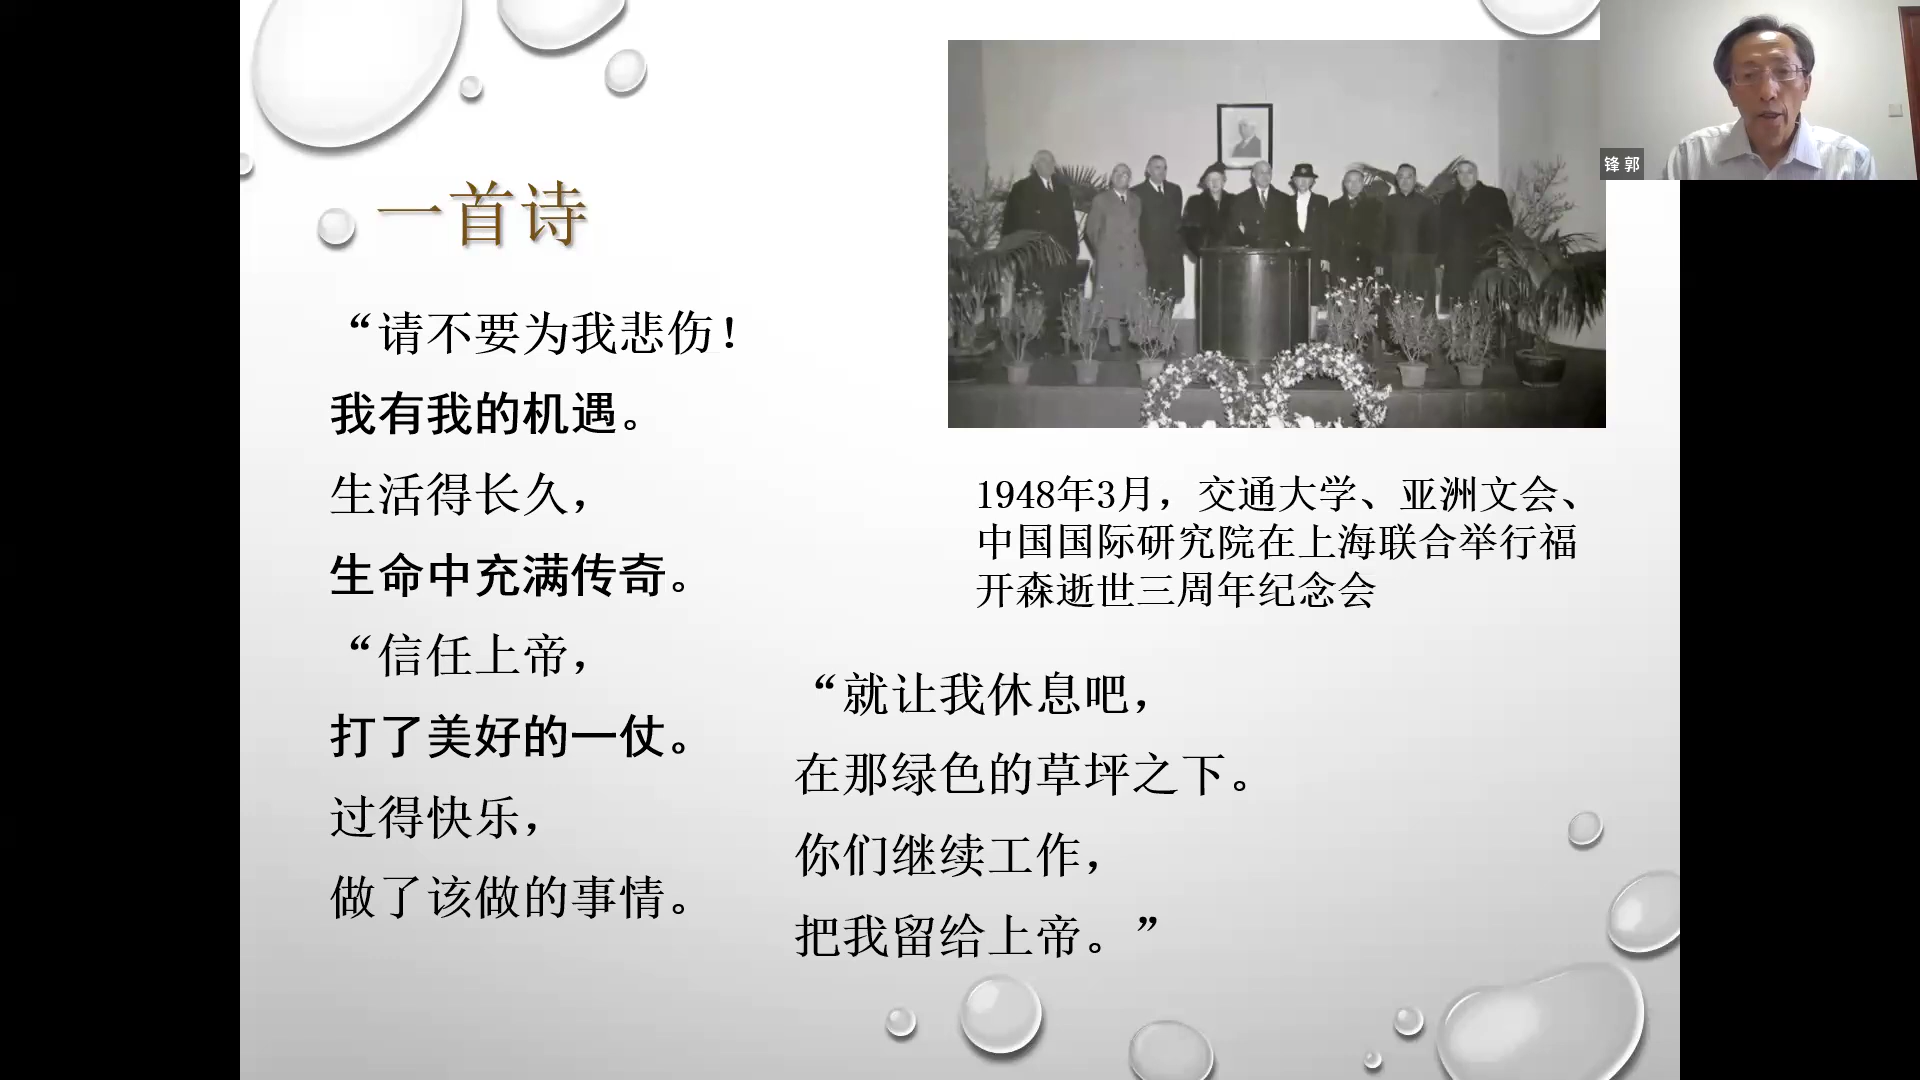 一首诗
“请不要为我悲伤！
我有我的机遇。
生活得长久，
生命中充满传奇。
“信任上帝，
打了美好的一仗。
过得快乐，
做了该做的事情。
1948年3月，交通大学、亚洲文会、
中国国际研究院在上海联合举行福
开森逝世三周年纪念会
“就让我休息吧，
在那绿色的草坪之下。
你们继续工作，
把我留给上帝。”
锋 郭